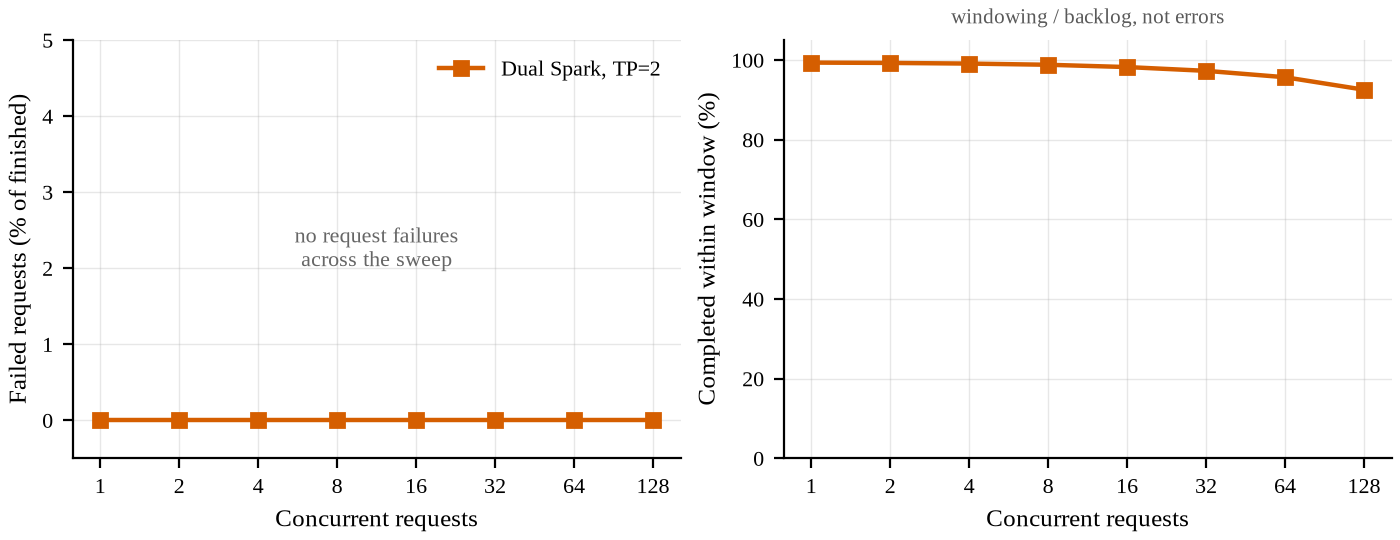 Failed requests (% of finished)
5
4
3
2
1
0
Dual Spark, TP=2
no request failures
across the sweep
1 2 4 8 16 32 64 128
Concurrent requests
windowing / backlog, not errors
Completed within window (%)
100
80
60
40
20
0
1 2 4 8 16 32 64 128
Concurrent requests